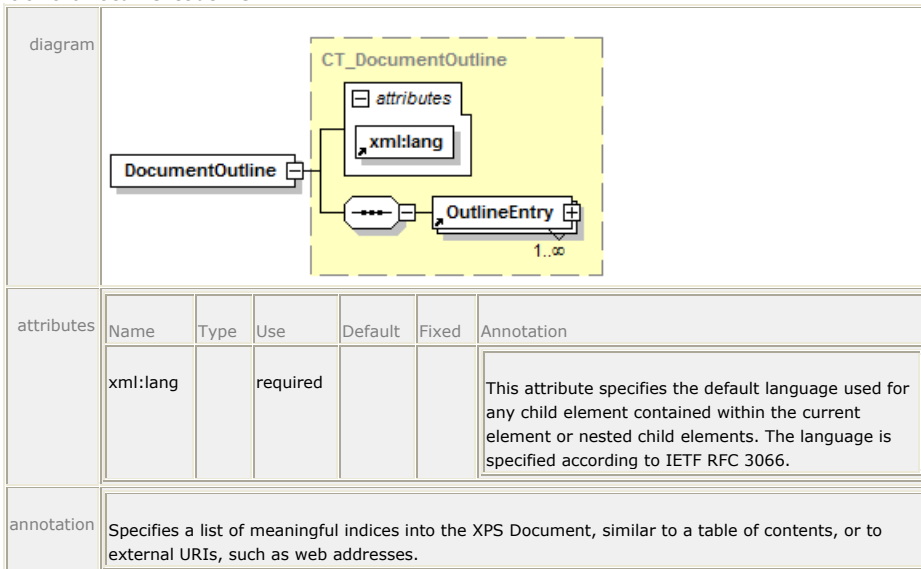 diagram
CT_DocumentOutline
attributes
xml:lang
DocumentOutline
OutlineEntry
1..∞
attributes
Name Type Use Default Fixed Annotation
xml:lang required This attribute specifies the default language used for
any child element contained within the current
element or nested child elements. The language is
specified according to IETF RFC 3066.
annotation
Specifies a list of meaningful indices into the XPS Document, similar to a table of contents, or to
external URIs, such as web addresses.